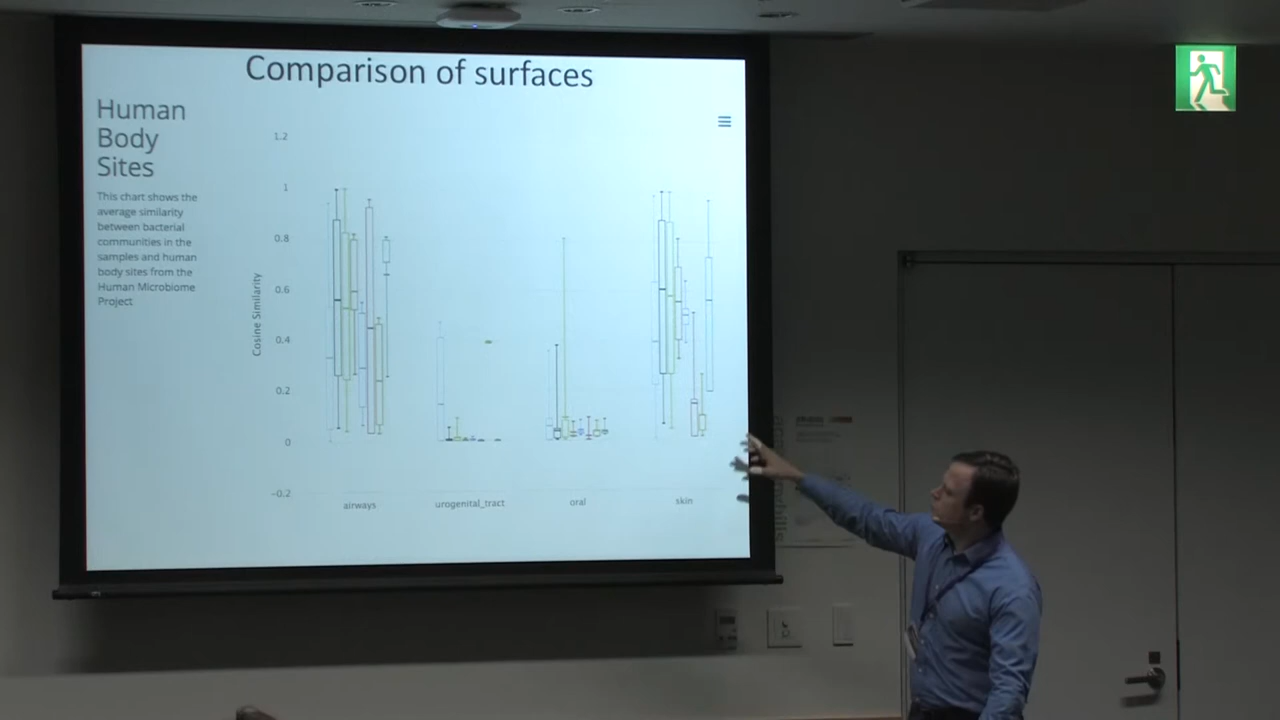 Comparison of surfaces
Human
Body
Sites
This chart shows the
average similarity
between bacterial
communities in the
samples and human
body sites from the
Human Microbiome
Project
Cosine Similarity
1.2
1
0.8
0.6
0.4
0.2
0
−0.2
airways
urogenital_tract
oral
skin